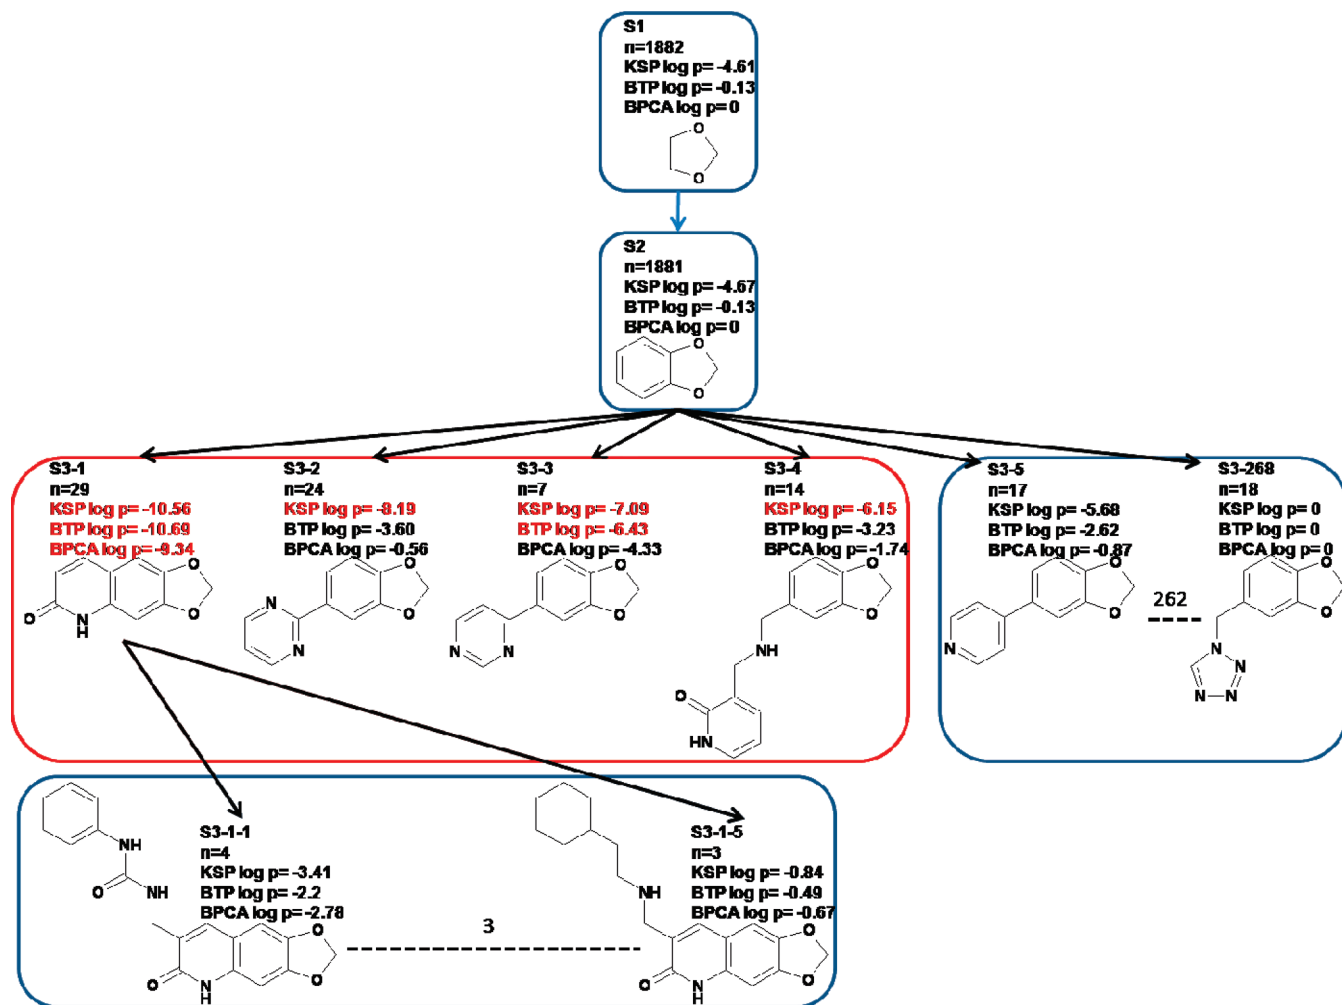 S1
n=1882
KSP log p= -4.61
BTP log p= -0.13
BPCA log p= 0
O
O
S2
n=1881
KSP log p= -4.67
BTP log p= -0.13
BPCA log p= 0
O
O
S3-1
n=29
KSP log p= -10.56
BTP log p= -10.69
BPCA log p= -9.34
O
O
O
N
H
S3-2
n=24
KSP log p= -8.19
BTP log p= -3.60
BPCA log p= -0.56
O
O
N
N
S3-3
n=7
KSP log p= -7.09
BTP log p= -6.43
BPCA log p= -4.33
O
O
N
N
S3-4
n=14
KSP log p= -6.15
BTP log p= -3.23
BPCA log p= -1.74
O
O
NH
O
NH
S3-5
n=17
KSP log p= -5.68
BTP log p= -2.62
BPCA log p= -0.87
O
O
N
262
S3-268
n=18
KSP log p= 0
BTP log p= 0
BPCA log p= 0
O
O
N
N
N
N
S3-1-1
n=4
KSP log p= -3.41
BTP log p= -2.2
BPCA log p= -2.78
NH
O
NH
O
O
O
N
H
3
S3-1-5
n=3
KSP log p= -0.84
BTP log p= -0.49
BPCA log p= -0.67
NH
O
O
O
N
H